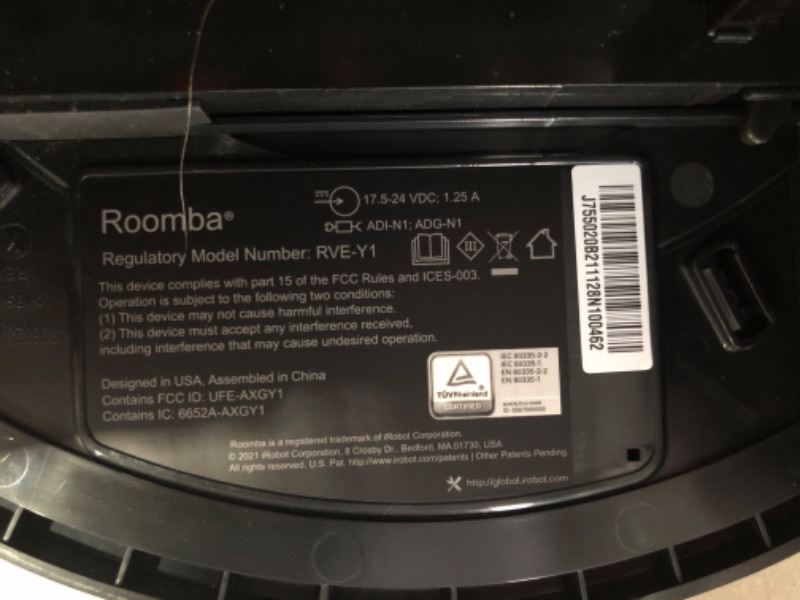 17.5-24 VDC; 1.25 A
Roomba®
ADI-N1; ADG-N1
Regulatory Model Number: RVE-Y1
III
This device complies with part 15 of the FCC Rules and ICES-003.
Operation is subject to the following two conditions:
(1) This device may not cause harmful interference.
(2) This device must accept any interference received,
including interference that may cause undesired operation.
Designed in USA, Assembled in China
Contains FCC ID: UFE-AXGY1
Contains IC: 6652A-AXGY1
TÜVRheinland
CERTIFIED
IEC 60335-2-2
IEC 60335-1
EN 60335-2-2
EN 60335-1
www.tuv.com
Roomba is a registered trademark of iRobot Corporation.
© 2021 iRobot Corporation, 8 Crosby Dr., Bedford, MA 01730, USA
All rights reserved, U.S. Pat. http://www.irobot.com/patents | Other Patents Pending
http://global.irobot.com
J755020B211128N100462